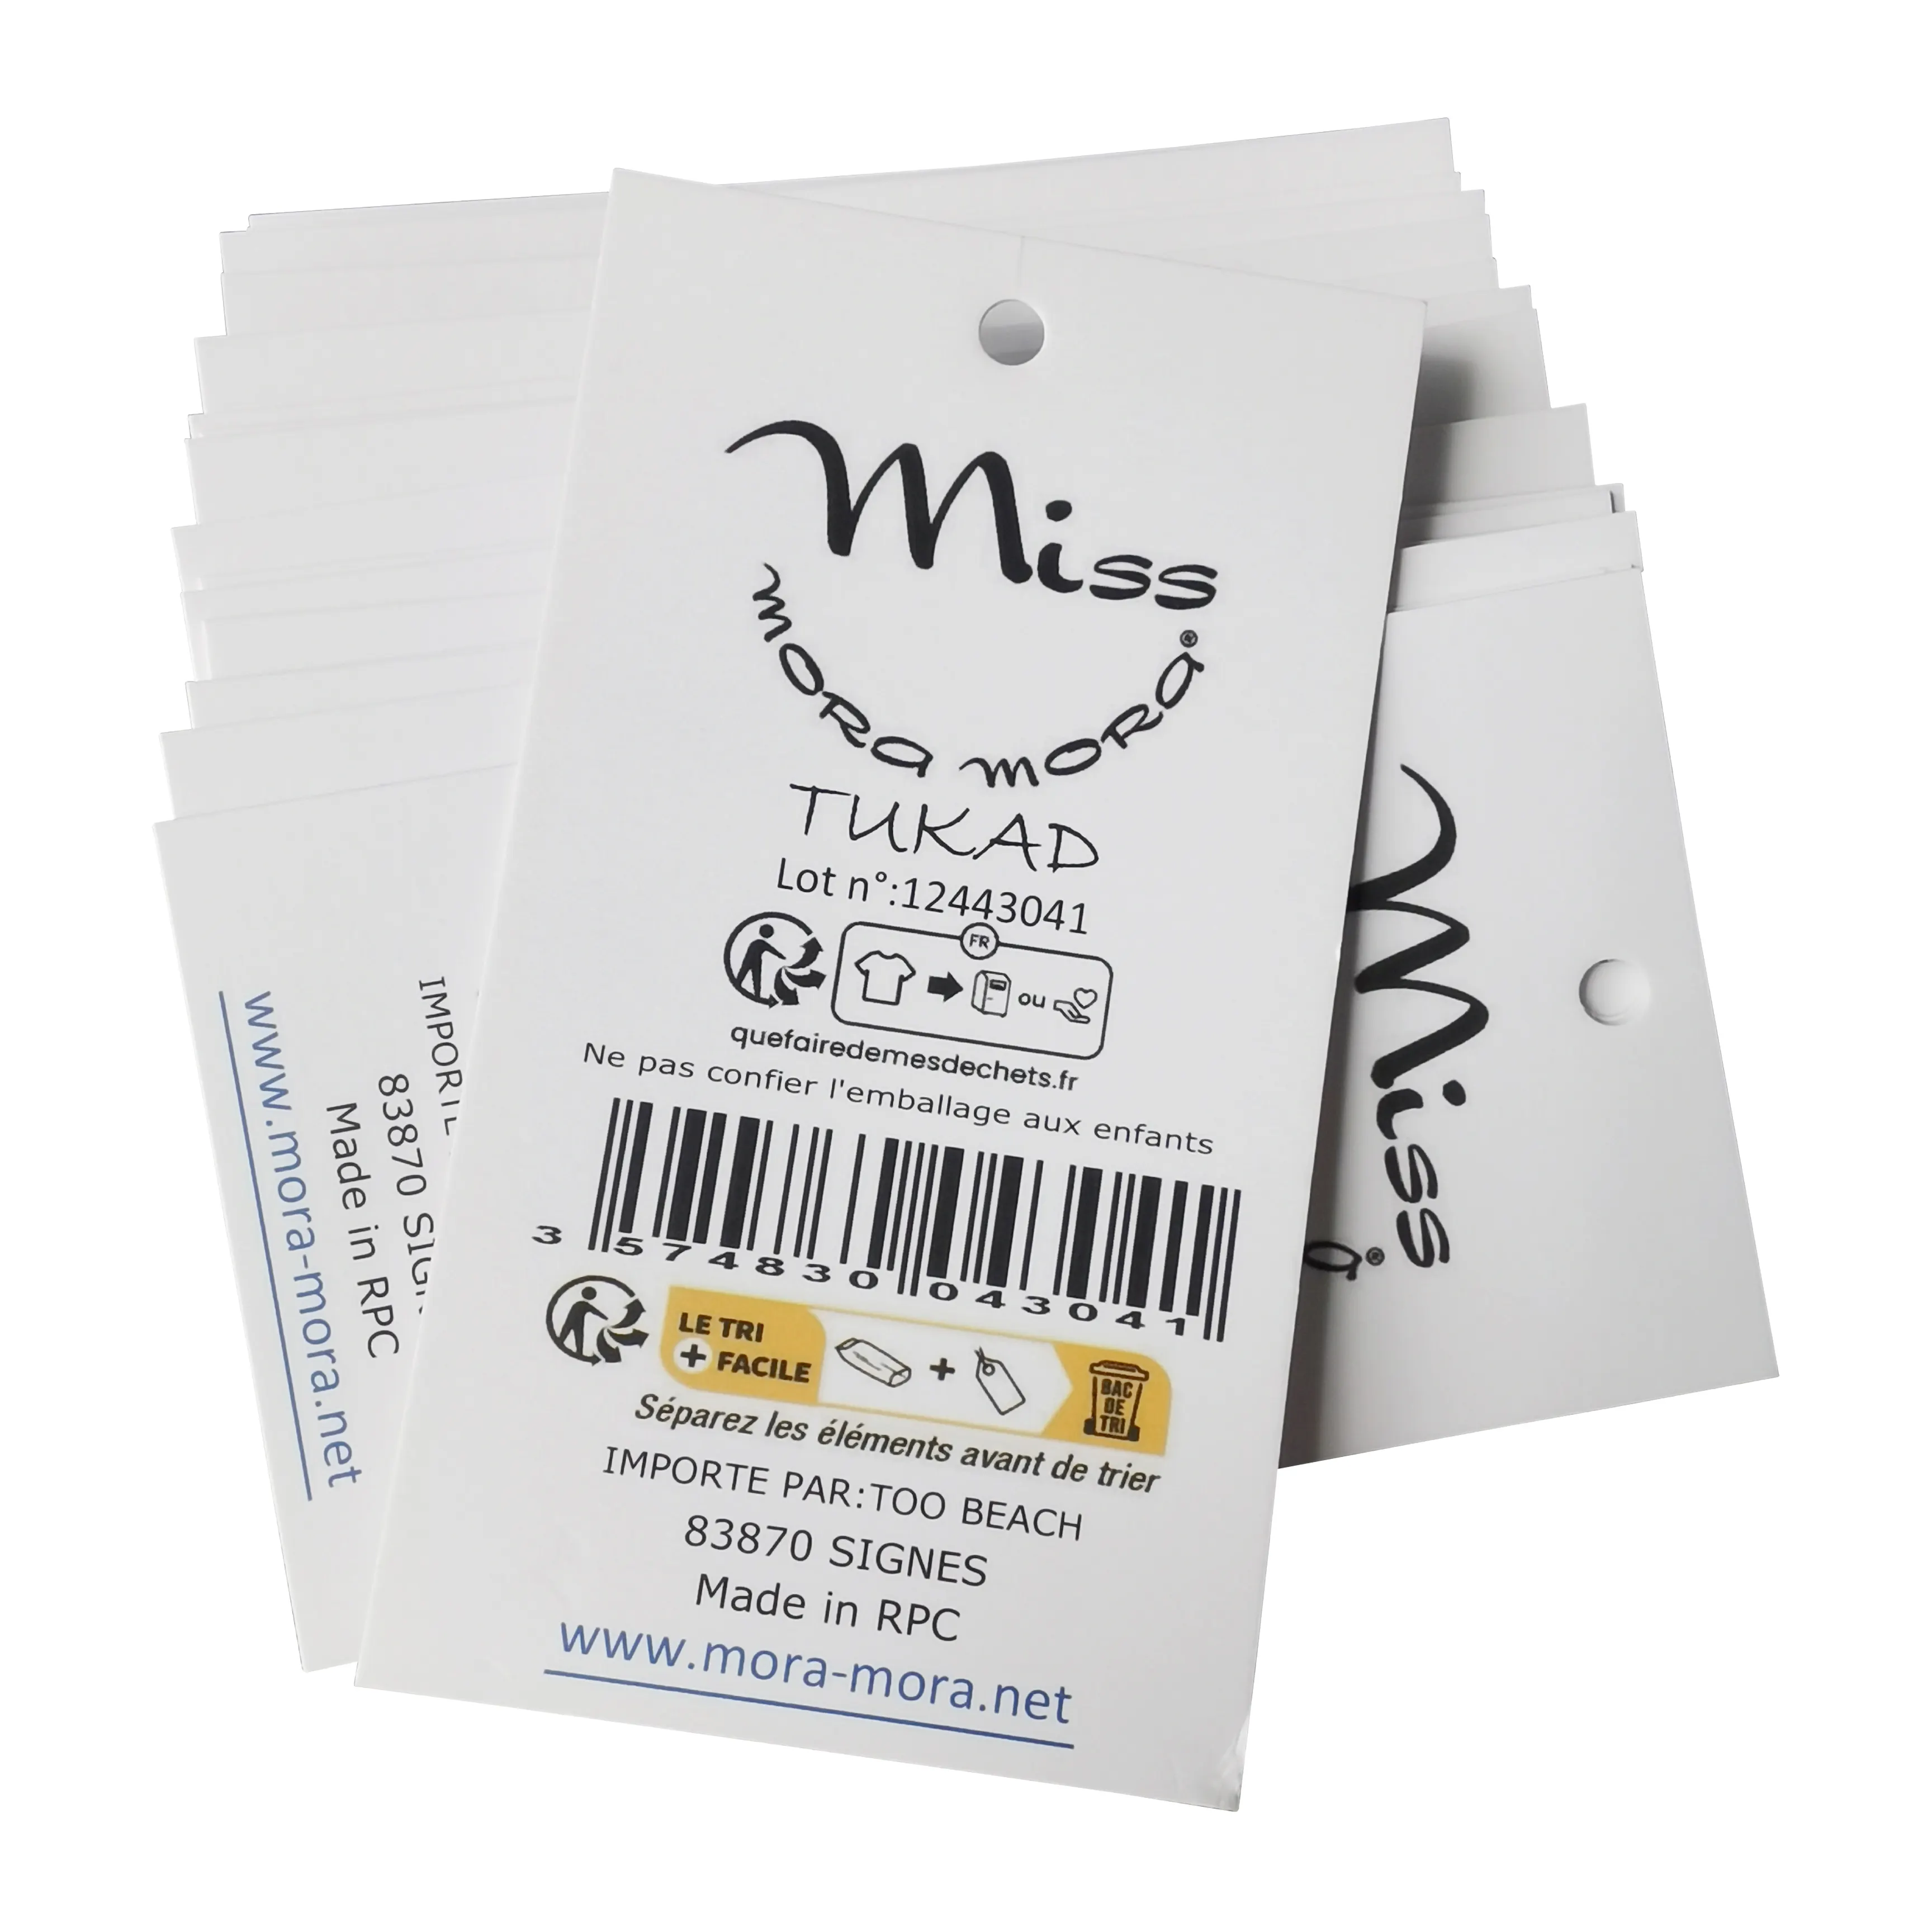 Miss
mora mora®
TUKAD
Lot n°:12443041
FR
ou
quefairedemesdechets.fr
Ne pas confier l'emballage aux enfants
3 574830 043041
LE TRI
+ FACILE
+
BAC
DE
TRI
Séparez les éléments avant de trier
IMPORTE PAR:TOO BEACH
83870 SIGNES
Made in RPC
www.mora-mora.net
IMPORTE
83870 SIGN
Made in RPC
www.mora-mora.net
Miss
a®